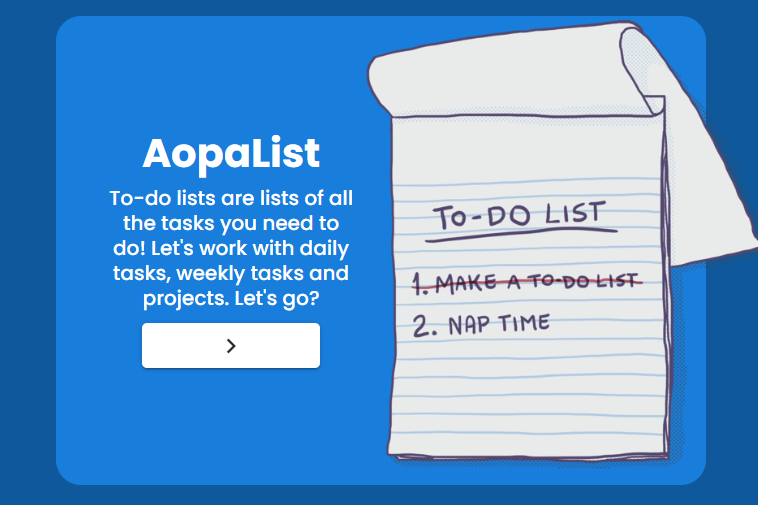 AopaList
To-do lists are lists of all
the tasks you need to
do! Let's work with daily
tasks, weekly tasks and
projects. Let's go?
TO-DO LIST
1. MAKE A TO-DO LIST
2. NAP TIME